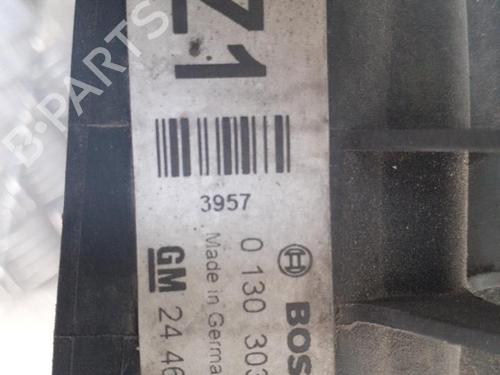 Z1
3957
BOS
0 130 303
Made in Germa
GM 24 46
B-PARTS